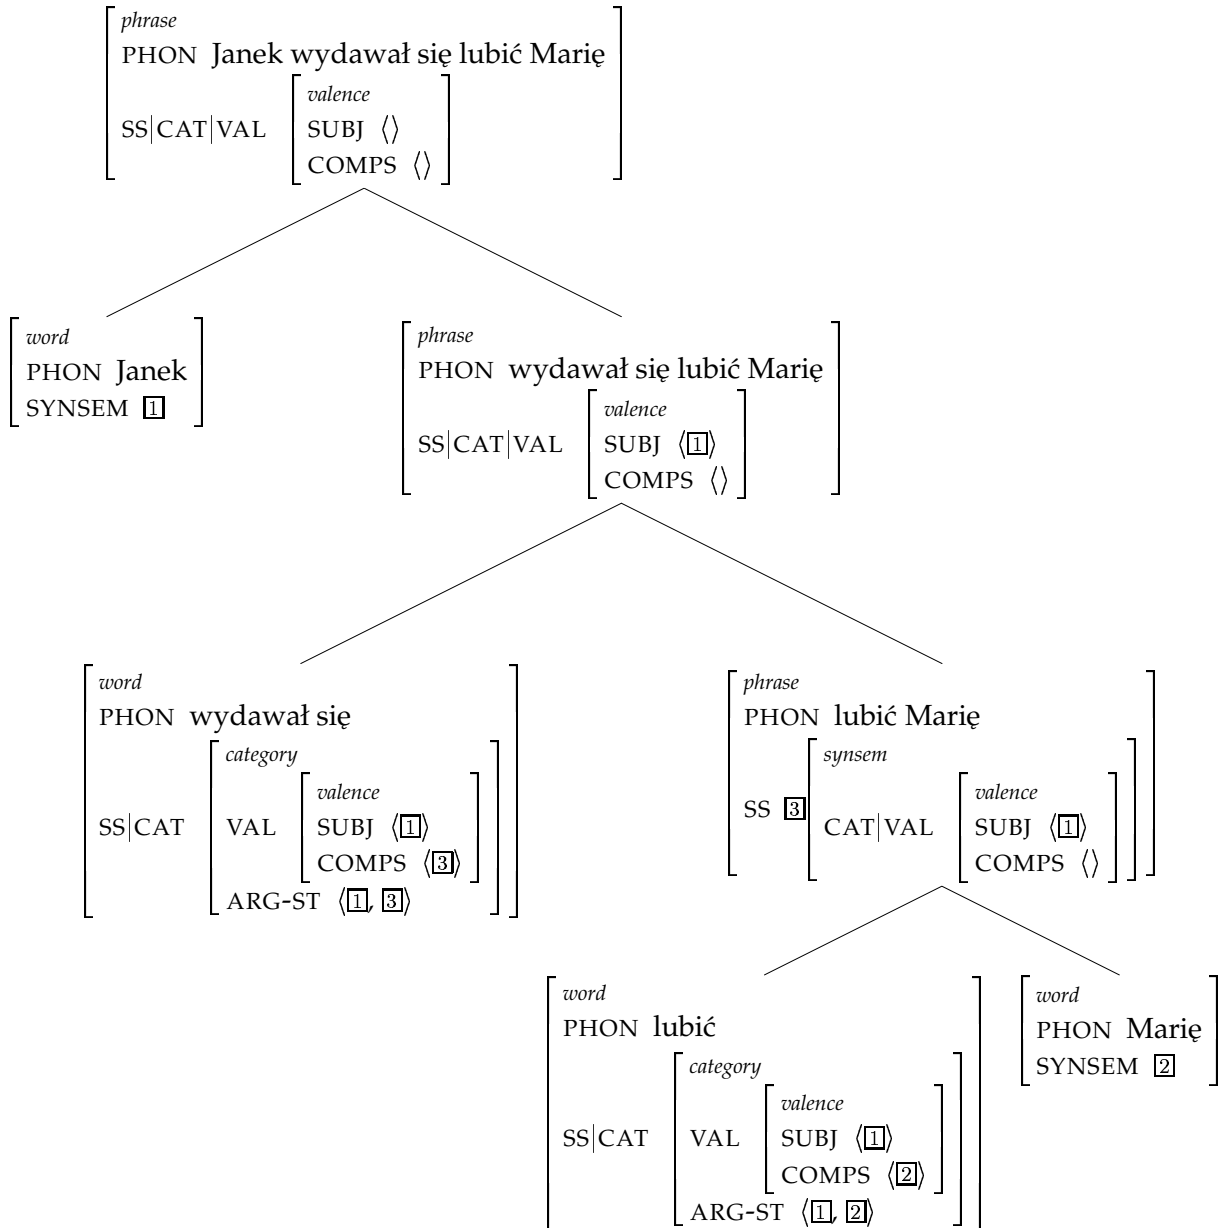 phrase
PHON Janek wydawał się lubić Marię
valence
SS|CAT|VAL SUBJ ⟨⟩
COMPS ⟨⟩
word
PHON Janek
SYNSEM 1
phrase
PHON wydawał się lubić Marię
valence
SS|CAT|VAL SUBJ ⟨1⟩
COMPS ⟨⟩
word
PHON wydawał się
category
valence
SS|CAT VAL SUBJ ⟨1⟩
COMPS ⟨3⟩
ARG-ST ⟨1, 3⟩
phrase
PHON lubić Marię
synsem
valence
SS 3 CAT|VAL SUBJ ⟨1⟩
COMPS ⟨⟩
word
PHON lubić
category
valence
SS|CAT VAL SUBJ ⟨1⟩
COMPS ⟨2⟩
ARG-ST ⟨1, 2⟩
word
PHON Marię
SYNSEM 2